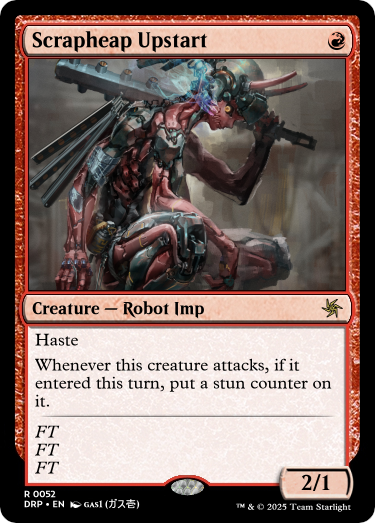 Scrapheap Upstart
Creature — Robot Imp
Haste
Whenever this creature attacks, if it
entered this turn, put a stun counter on
it.
FT
FT
FT
2/1
R 0052
DRP • EN GAS1 (ガス壱)
™ & © 2025 Team Starlight